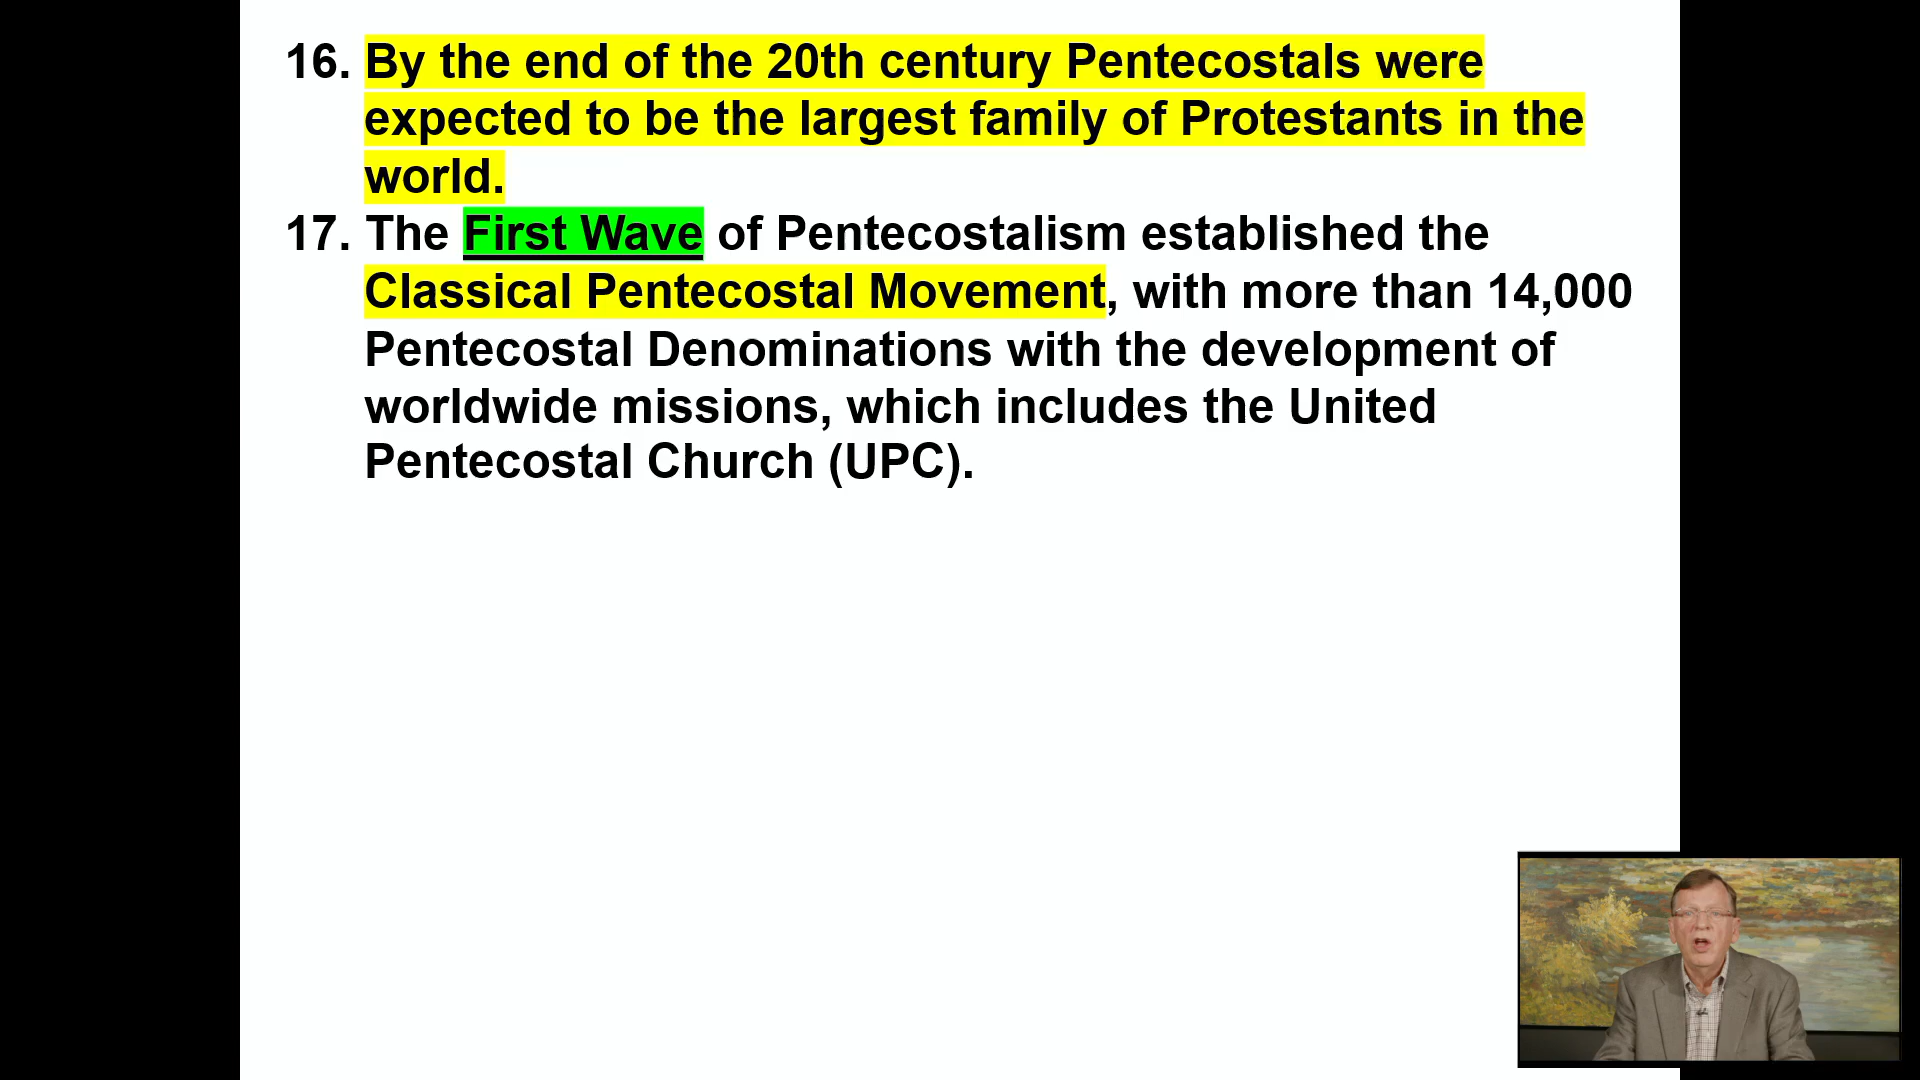 16. By the end of the 20th century Pentecostals were
expected to be the largest family of Protestants in the
world.
17. The First Wave of Pentecostalism established the
Classical Pentecostal Movement, with more than 14,000
Pentecostal Denominations with the development of
worldwide missions, which includes the United
Pentecostal Church (UPC).